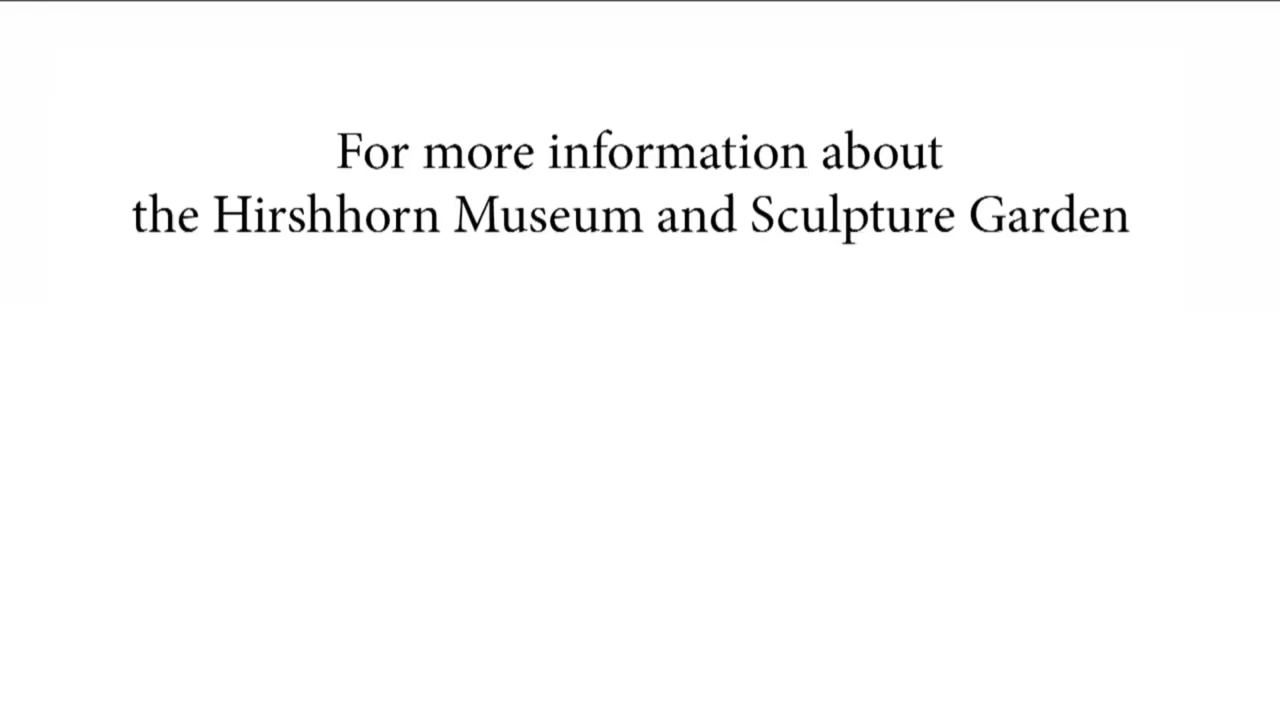 For more information about
the Hirshhorn Museum and Sculpture Garden